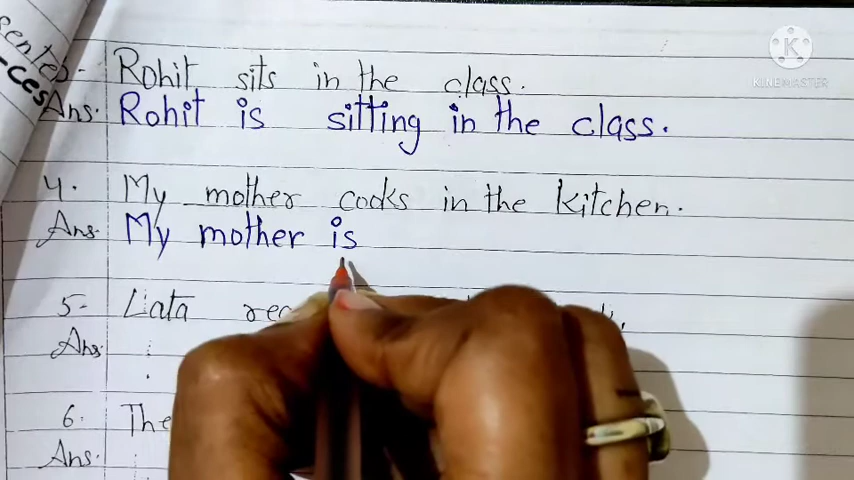 Rohit sits in the class.
Ans. Rohit is sitting in the class.
4. My mother cooks in the kitchen.
Ans. My mother is
5- Lata
Ans.
6. The
Ans.
K
KINEMASTER